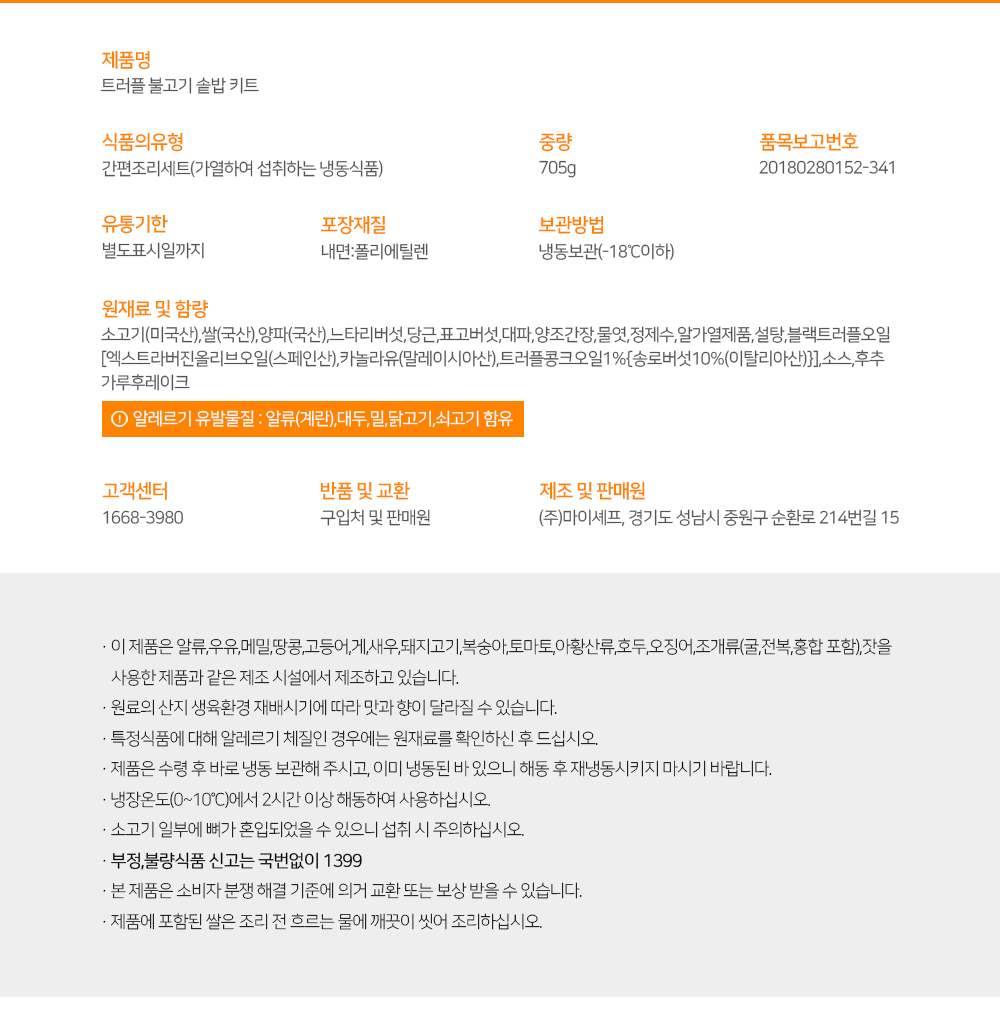 제품명
트러플 불고기 솥밥 키트
식품의유형
간편조리세트(가열하여 섭취하는 냉동식품)
중량
705g
품목보고번호
20180280152-341
유통기한
별도표시일까지
포장재질
내면:폴리에틸렌
보관방법
냉동보관(-18℃이하)
원재료 및 함량
소고기(미국산),쌀(국산),양파(국산),느타리버섯,당근,표고버섯,대파,양조간장,물엿,정제수,알가열제품,설탕,블랙트러플오일
[엑스트라버진올리브오일(스페인산),카놀라유(말레이시아산),트러플콩크오일1%{송로버섯10%(이탈리아산)}],소스,후추
가루후레이크
알레르기 유발물질 : 알류(계란),대두,밀,닭고기,쇠고기 함유
고객센터
1668-3980
반품 및 교환
구입처 및 판매원
제조 및 판매원
(주)마이셰프, 경기도 성남시 중원구 순환로 214번길 15
· 이 제품은 알류,우유,메밀,땅콩,고등어,게,새우,돼지고기,복숭아,토마토,아황산류,호두,오징어,조개류(굴,전복,홍합 포함),잣을
사용한 제품과 같은 제조 시설에서 제조하고 있습니다.
· 원료의 산지 생육환경 재배시기에 따라 맛과 향이 달라질 수 있습니다.
· 특정식품에 대해 알레르기 체질인 경우에는 원재료를 확인하신 후 드십시오.
· 제품은 수령 후 바로 냉동 보관해 주시고, 이미 냉동된 바 있으니 해동 후 재냉동시키지 마시기 바랍니다.
· 냉장온도(0~10℃)에서 2시간 이상 해동하여 사용하십시오.
· 소고기 일부에 뼈가 혼입되었을 수 있으니 섭취 시 주의하십시오.
· 부정,불량식품 신고는 국번없이 1399
· 본 제품은 소비자 분쟁 해결 기준에 의거 교환 또는 보상 받을 수 있습니다.
· 제품에 포함된 쌀은 조리 전 흐르는 물에 깨끗이 씻어 조리하십시오.